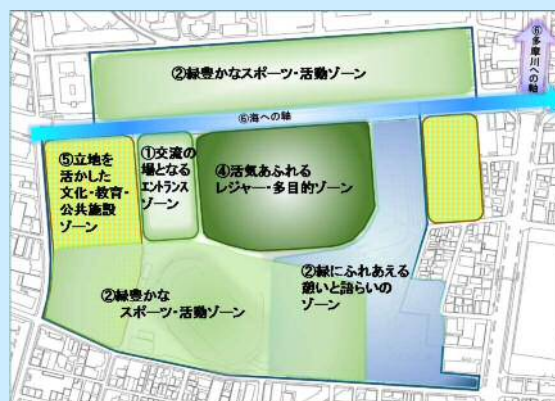 ②緑豊かなスポーツ・活動ゾーン
⑥多摩川への軸
⑥海への軸
⑤立地を
活かした
文化・教育・
公共施設
ゾーン
①交流の
場となる
エントランス
ゾーン
④活気あふれる
レジャー・多目的ゾーン
②緑豊かな
スポーツ・活動ゾーン
②緑にふれあえる
憩いと語らいの
ゾーン